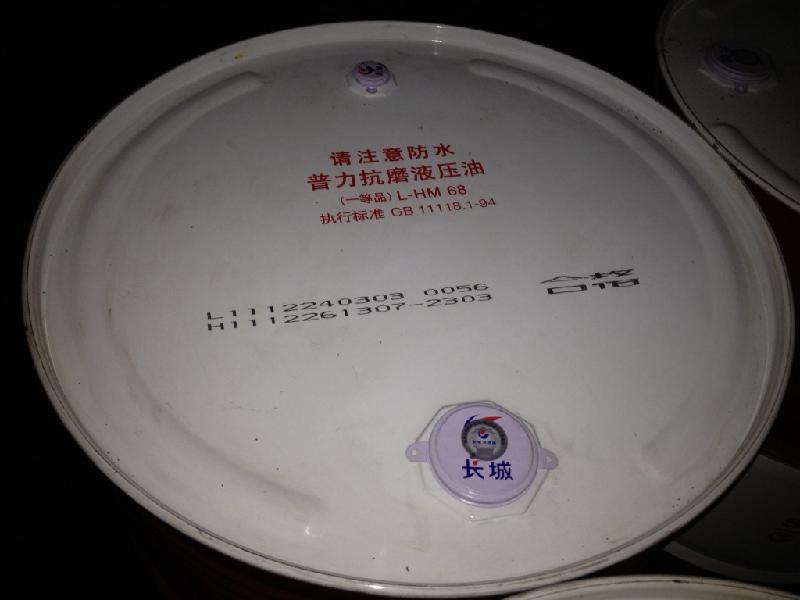 请注意防水
普力抗磨液压油
(一等品) L-HM 68
执行标准 GB 11118.1-94
L1112240303 0056
H1112261307-2303
合格
长城